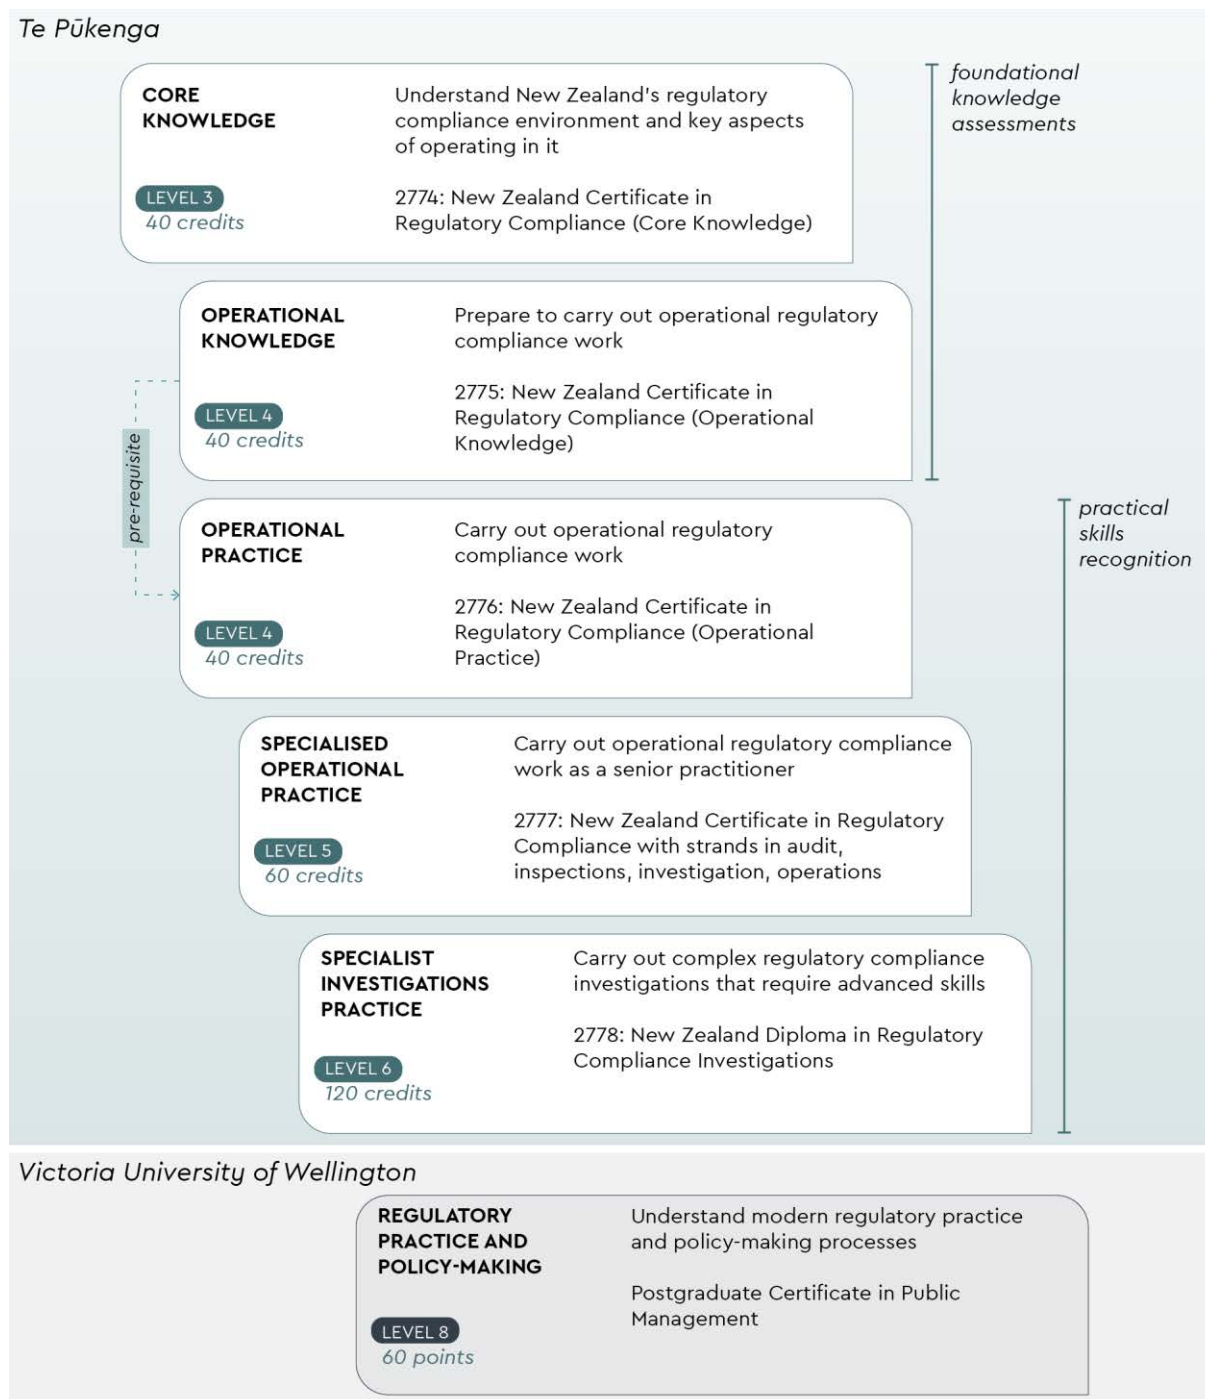 Te Pūkenga
foundational
knowledge
assessments
CORE
KNOWLEDGE
LEVEL 3
40 credits
Understand New Zealand's regulatory
compliance environment and key aspects
of operating in it
2774: New Zealand Certificate in
Regulatory Compliance (Core Knowledge)
OPERATIONAL
KNOWLEDGE
LEVEL 4
40 credits
Prepare to carry out operational regulatory
compliance work
2775: New Zealand Certificate in
Regulatory Compliance (Operational
Knowledge)
pre-requisite
practical
skills
recognition
OPERATIONAL
PRACTICE
LEVEL 4
40 credits
Carry out operational regulatory
compliance work
2776: New Zealand Certificate in
Regulatory Compliance (Operational
Practice)
SPECIALISED
OPERATIONAL
PRACTICE
LEVEL 5
60 credits
Carry out operational regulatory compliance
work as a senior practitioner
2777: New Zealand Certificate in Regulatory
Compliance with strands in audit,
inspections, investigation, operations
SPECIALIST
INVESTIGATIONS
PRACTICE
LEVEL 6
120 credits
Carry out complex regulatory compliance
investigations that require advanced skills
2778: New Zealand Diploma in Regulatory
Compliance Investigations
Victoria University of Wellington
REGULATORY
PRACTICE AND
POLICY-MAKING
LEVEL 8
60 points
Understand modern regulatory practice
and policy-making processes
Postgraduate Certificate in Public
Management